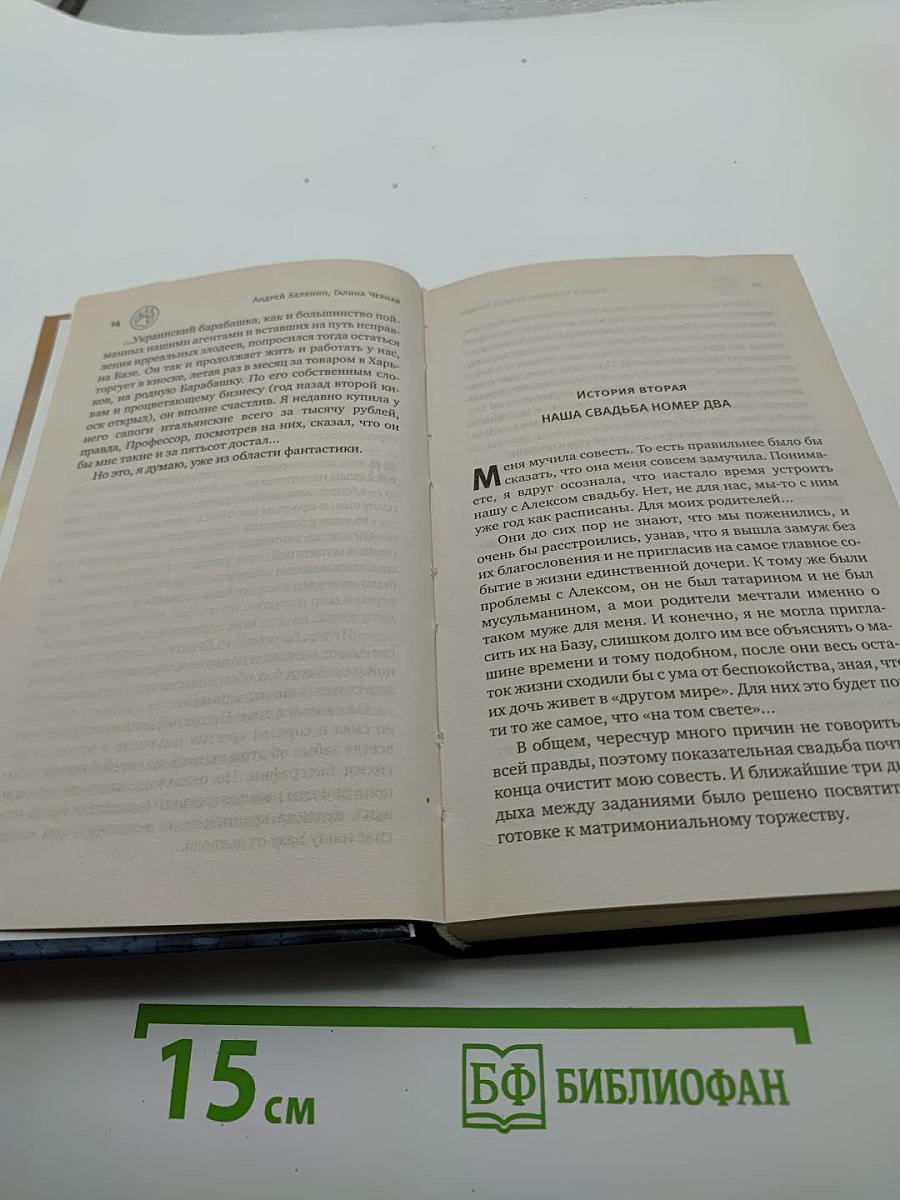 38 Андрей Белянин, Галина Черная
...Украинский барабашка, как и большинство пой-
манных нашими агентами и вставших на путь исправ-
ления ирреальных злодеев, попросился тогда остаться
на Базе. Он так и продолжает жить и работать у нас,
торгует в киоске, летая раз в месяц за товаром в Харь-
ков, на родную Барабашку. По его собственным сло-
вам и процветающему бизнесу (год назад второй ки-
оск открыл), он вполне счастлив. Я недавно купила у
него сапоги итальянские всего за тысячу рублей,
правда, Профессор, посмотрев на них, сказал, что он
бы мне такие и за пятьсот достал...
Но это, я думаю, уже из области фантастики.
История вторая
НАША СВАДЬБА НОМЕР ДВА
Меня мучила совесть. То есть правильнее было бы
сказать, что она меня совсем замучила. Понима-
ете, я вдруг осознала, что настало время устроить
нашу с Алексом свадьбу. Нет, не для нас, мы-то с ним
уже год как расписаны. Для моих родителей...
Они до сих пор не знают, что мы поженились, и
очень бы расстроились, узнав, что я вышла замуж без
их благословения и не пригласив на самое главное со-
бытие в жизни единственной дочери. К тому же были
проблемы с Алексом, он не был татарином и не был
мусульманином, а мои родители мечтали именно о
таком муже для меня. И конечно, я не могла пригла-
сить их на Базу, слишком долго им все объяснять о ма-
шине времени и тому подобном, после они весь оста-
ток жизни сходили бы с ума от беспокойства, зная, что
их дочь живет в «другом мире». Для них это будет поч
ти то же самое, что «на том свете»...
В общем, чересчур много причин не говорить
всей правды, поэтому показательная свадьба почт
конца очистит мою совесть. И ближайшие три д
дыха между заданиями было решено посвятит
готовке к матримониальному торжеству.
15 см
БФ БИБЛИОФАН